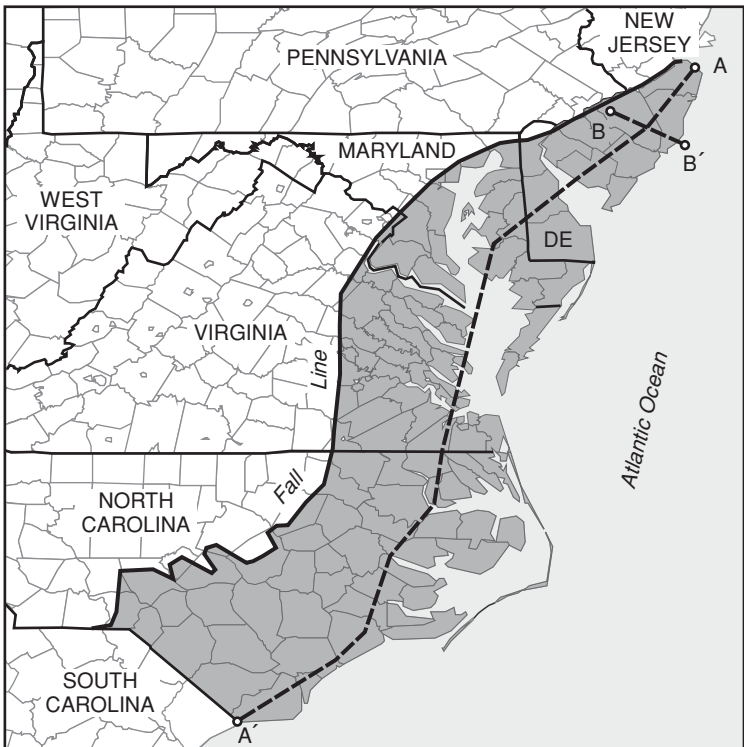 NEW
JERSEY
PENNSYLVANIA
A
B
B´
MARYLAND
WEST
VIRGINIA
DE
VIRGINIA
Line
Atlantic Ocean
Fall
NORTH
CAROLINA
SOUTH
CAROLINA
A´